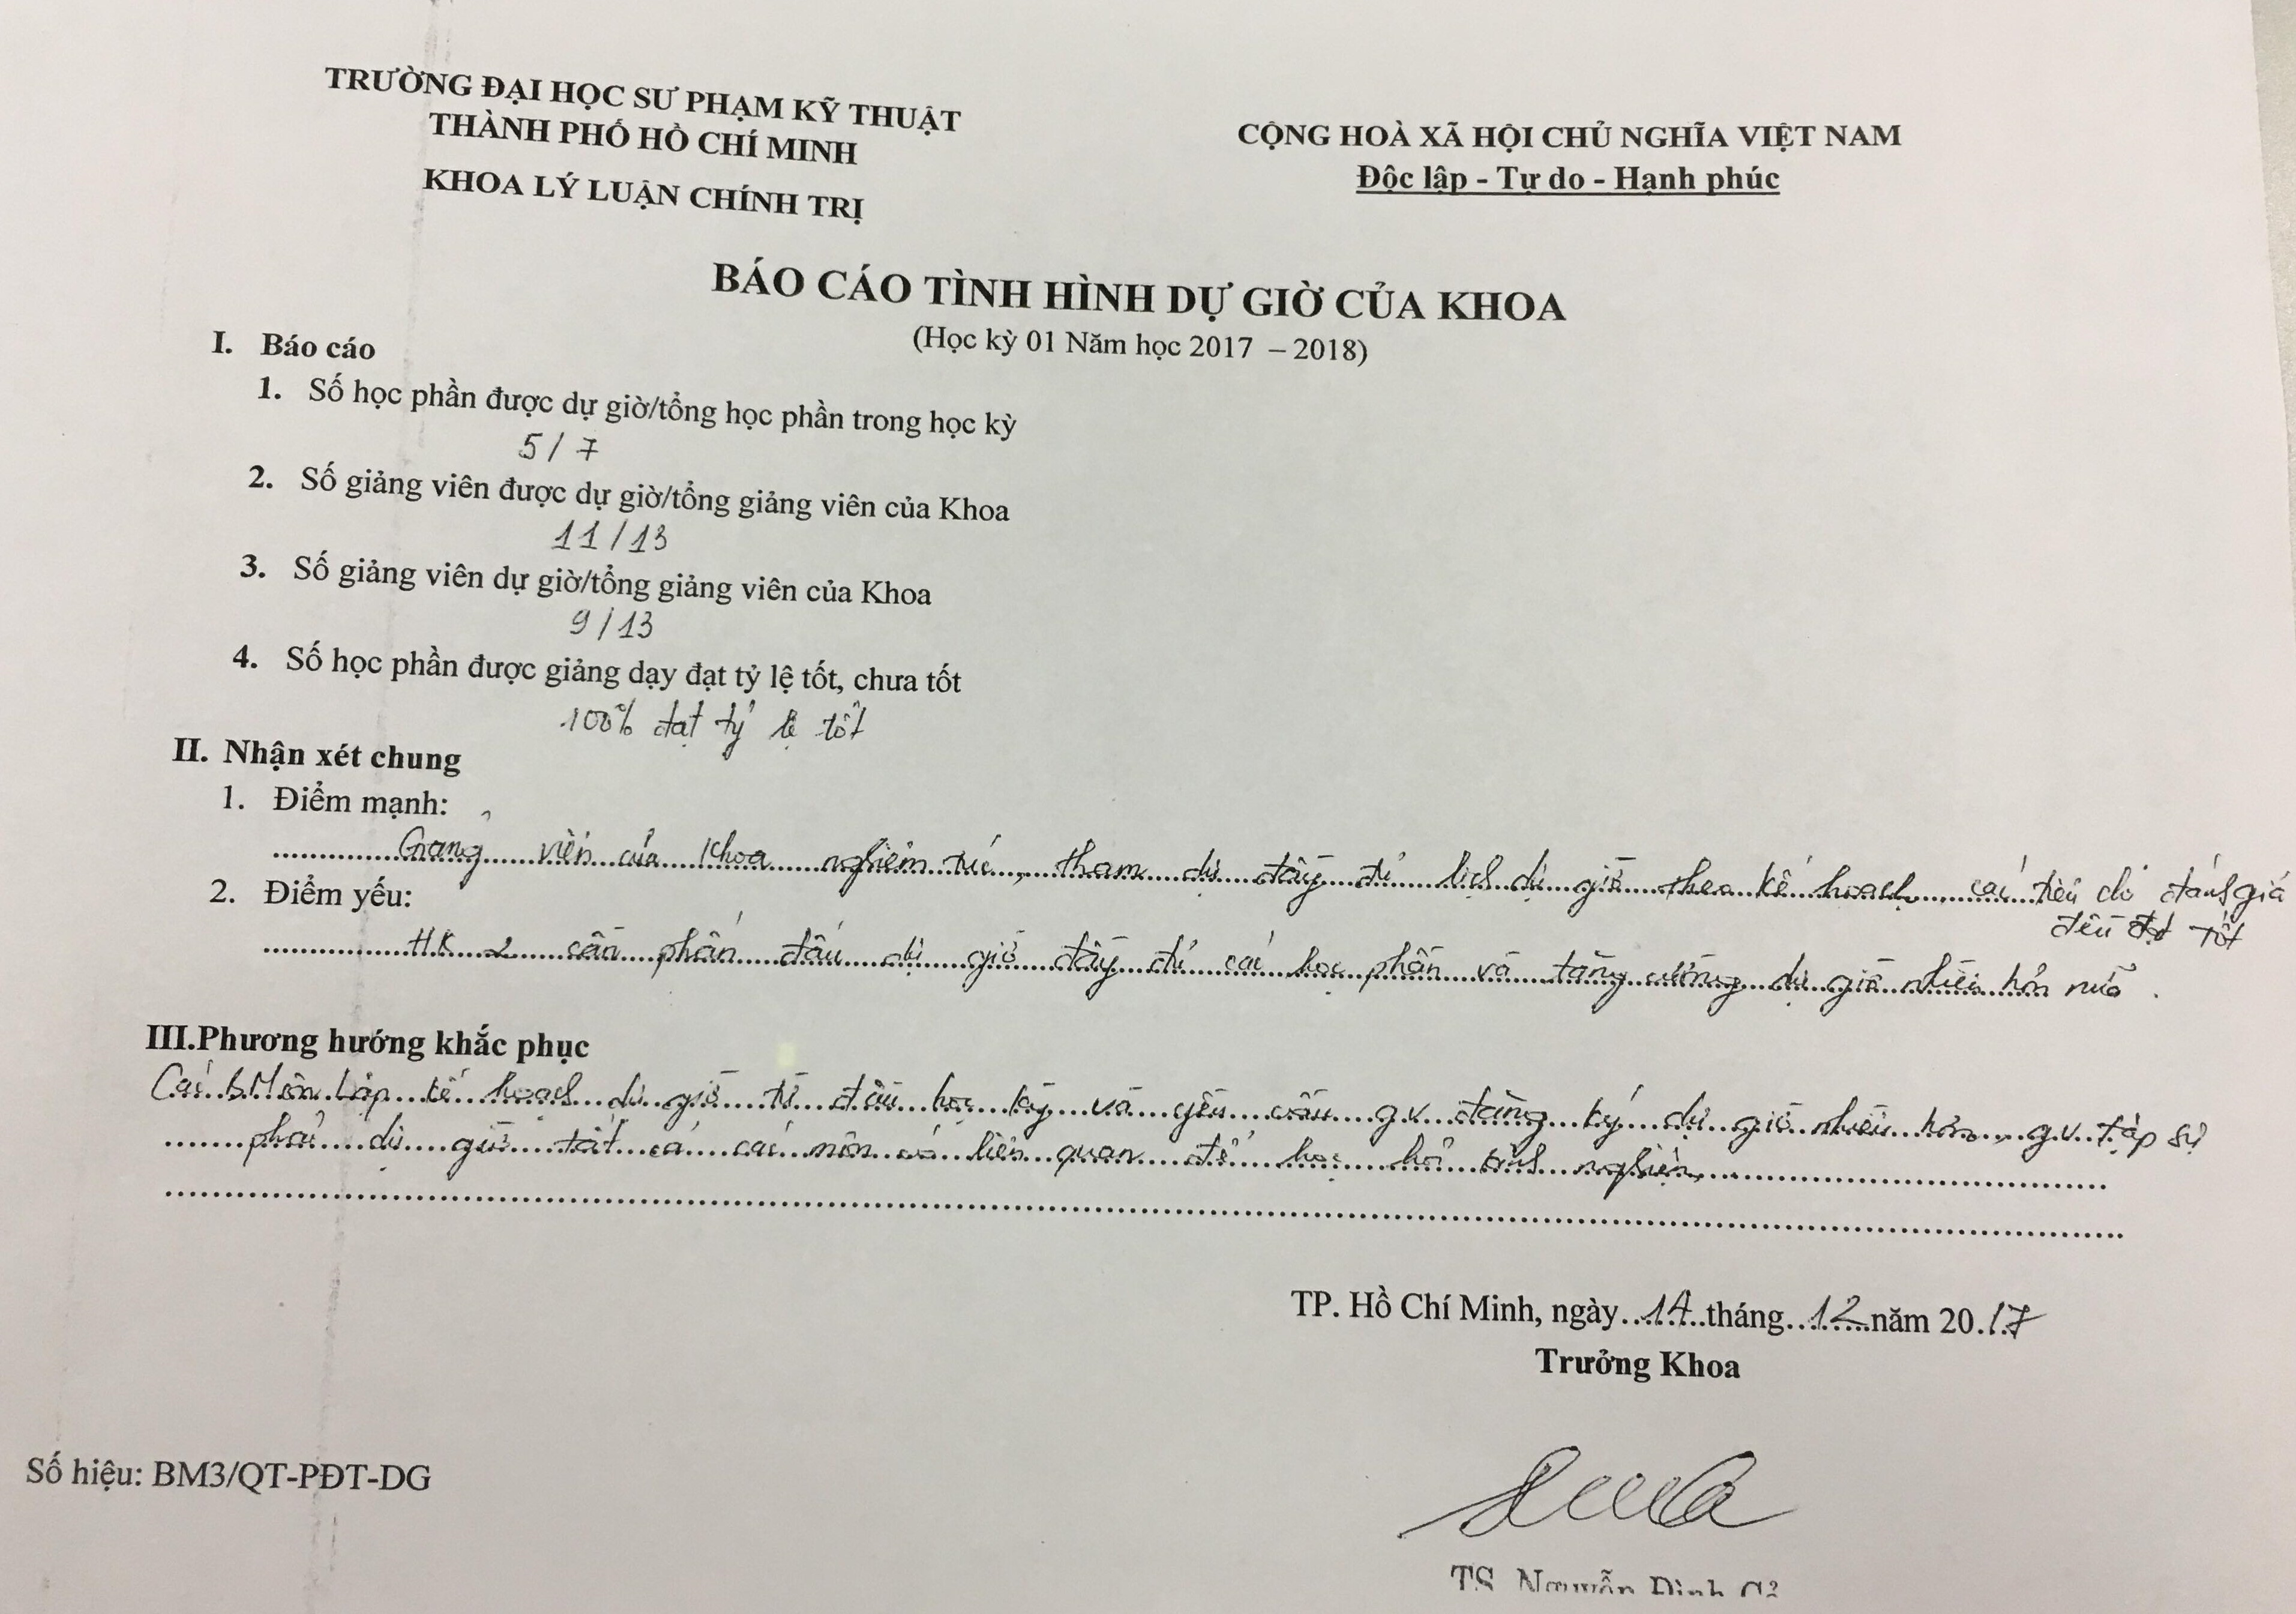 TRƯỜNG ĐẠI HỌC SƯ PHẠM KỸ THUẬT
THÀNH PHỐ HỒ CHÍ MINH
KHOA LÝ LUẬN CHÍNH TRỊ
CỘNG HOÀ XÃ HỘI CHỦ NGHĨA VIỆT NAM
Độc lập - Tự do - Hạnh phúc
BÁO CÁO TÌNH HÌNH DỰ GIỜ CỦA KHOA
(Học kỳ 01 Năm học 2017 – 2018)
I. Báo cáo
1. Số học phần được dự giờ/tổng học phần trong học kỳ
5/7
2. Số giảng viên được dự giờ/tổng giảng viên của Khoa
11/13
3. Số giảng viên dự giờ/tổng giảng viên của Khoa
9/13
4. Số học phần được giảng dạy đạt tỷ lệ tốt, chưa tốt
100% đạt tỷ lệ tốt
II. Nhận xét chung
1. Điểm mạnh:
Giảng viên của Khoa nghiêm túc, tham dự đầy đủ lịch dự giờ theo kế hoạch, các tiêu chí đánh giá
đều đạt tốt
2. Điểm yếu:
HK 2 cần phấn đấu dự giờ đầy đủ các học phần và tăng cường dự giờ nhiều hơn nữa.
III.Phương hướng khắc phục
Các B.Môn Lập kế hoạch dự giờ từ đầu học kỳ và yêu cầu g.v đăng ký dự giờ nhiều hơn, g.v tập sự
phải dự giờ tất cả các môn có liên quan để học hỏi kinh nghiệm.
TP. Hồ Chí Minh, ngày 14 tháng 12 năm 2017
Trưởng Khoa
Số hiệu: BM3/QT-PĐT-DG
TS. Nguyễn Đình